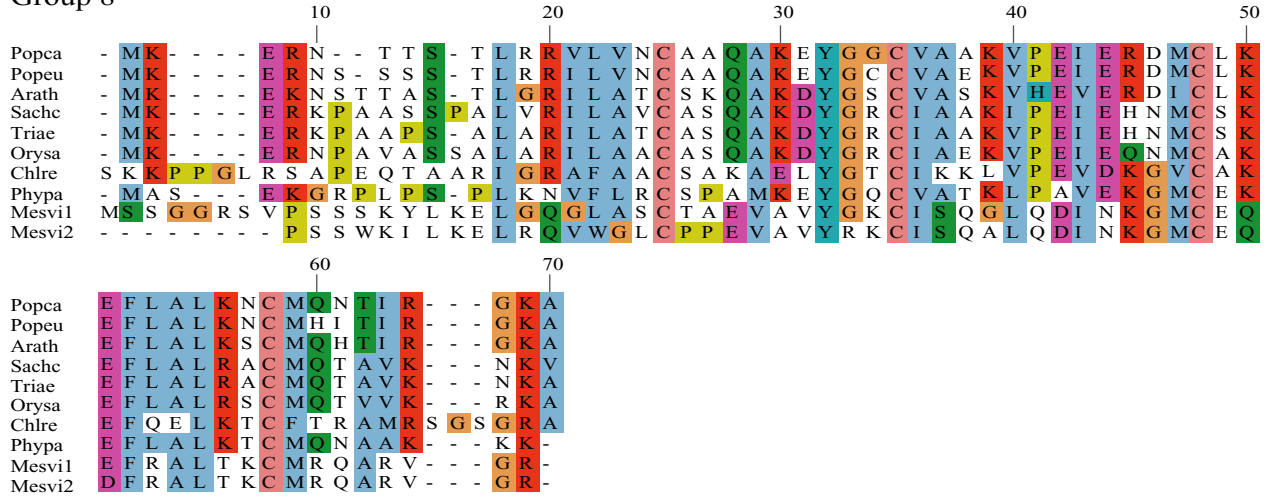 Group 8
10 20 30 40 50
Popca - M K - - - - E R N - - T T S - T L R R V L V N C A A Q A K E Y G G C V A A K V P E I E R D M C L K
Popeu - M K - - - - E R N S - S S S - T L R R I L V N C A A Q A K E Y G C C V A E K V P E I E R D M C L K
Arath - M K - - - - E K N S T T A S - T L G R I L A T C S K Q A K D Y G S C V A S K V H E V E R D I C L K
Sachc - M K - - - - E R K P A A S S P A L V R I L A V C A S Q A K D Y G R C I A A K I P E I E H N M C S K
Triae - M K - - - - E R K P A A P S - A L A R I L A T C A S Q A K D Y G R C I A A K V P E I E H N M C S K
Orysa - M K - - - - E R N P A V A S S A L A R I L A A C A S Q A K D Y G R C I A E K V P E I E Q N M C A K
Chlre S K K P P G L R S A P E Q T A A R I G R A F A A C S A K A E L Y G T C I K K L V P E V D K G V C A K
Phypa - M A S - - - E K G R P L P S - P L K N V F L R C S P A M K E Y G Q C V A T K L P A V E K G M C E K
Mesvi1 M S S G G R S V P S S S K Y L K E L G Q G L A S C T A E V A V Y G K C I S Q G L Q D I N K G M C E Q
Mesvi2 - - - - - - - - P S S W K I L K E L R Q V W G L C P P E V A V Y R K C I S Q A L Q D I N K G M C E Q
60 70
Popca E F L A L K N C M Q N T I R - - - G K A
Popeu E F L A L K N C M H I T I R - - - G K A
Arath E F L A L K S C M Q H T I R - - - G K A
Sachc E F L A L R A C M Q T A V K - - - N K V
Triae E F L A L R A C M Q T A V K - - - N K A
Orysa E F L A L R S C M Q T V V K - - - R K A
Chlre E F Q E L K T C F T R A M R S G S G R A
Phypa E F L A L K T C M Q N A A K - - - K K -
Mesvi1 E F R A L T K C M R Q A R V - - - G R -
Mesvi2 D F R A L T K C M R Q A R V - - - G R -